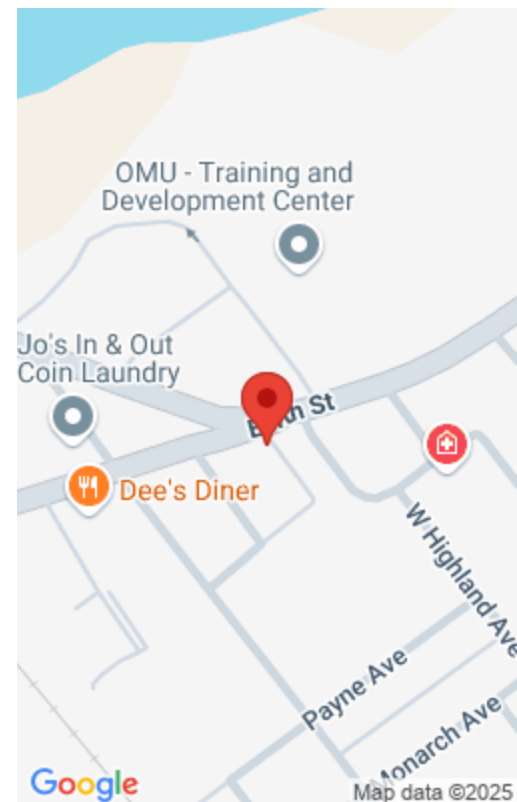 OMU - Training and
Development Center
Jo's In & Out
Coin Laundry
St
Dee's Diner
W Highland Ave
Payne Ave
Monarch Ave
Google
Map data ©2025